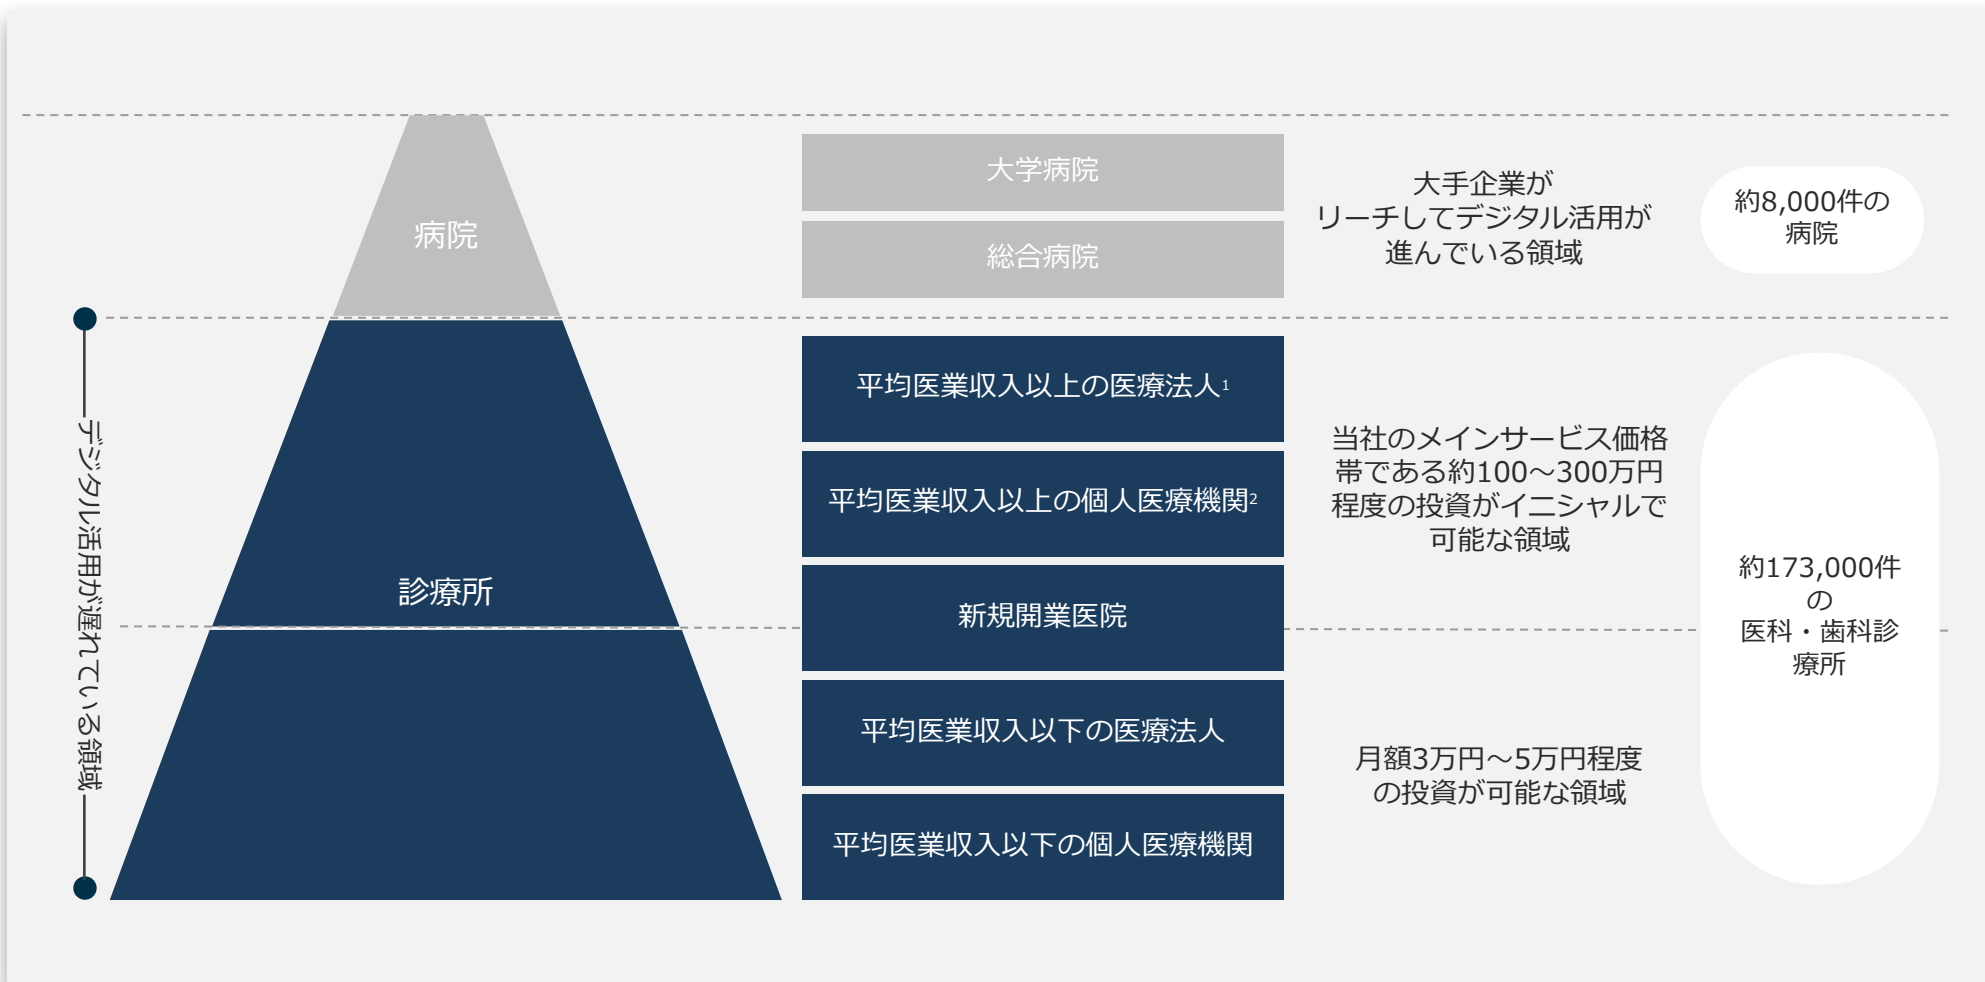 病院
大学病院
総合病院
大手企業が
リーチしてデジタル活用が
進んでいる領域
約8,000件の
病院
デジタル活用が遅れている領域
診療所
平均医業収入以上の医療法人1
平均医業収入以上の個人医療機関2
新規開業医院
平均医業収入以下の医療法人
平均医業収入以下の個人医療機関
当社のメインサービス価格
帯である約100～300万円
程度の投資がイニシャルで
可能な領域
月額3万円～5万円程度
の投資が可能な領域
約173,000件
の
医科・歯科診
療所